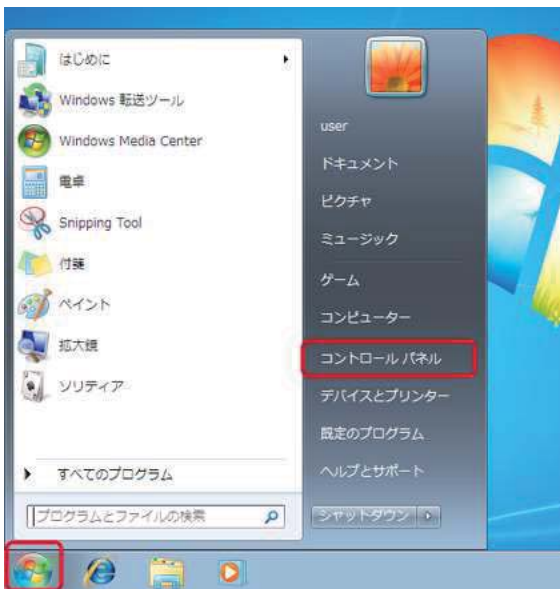 はじめに
Windows 転送ツール
Windows Media Center
電卓
Snipping Tool
付箋
ペイント
拡大鏡
ソリティア
すべてのプログラム
プログラムとファイルの検索
user
ドキュメント
ピクチャ
ミュージック
ゲーム
コンピューター
コントロール パネル
デバイスとプリンター
既定のプログラム
ヘルプとサポート
シャットダウン